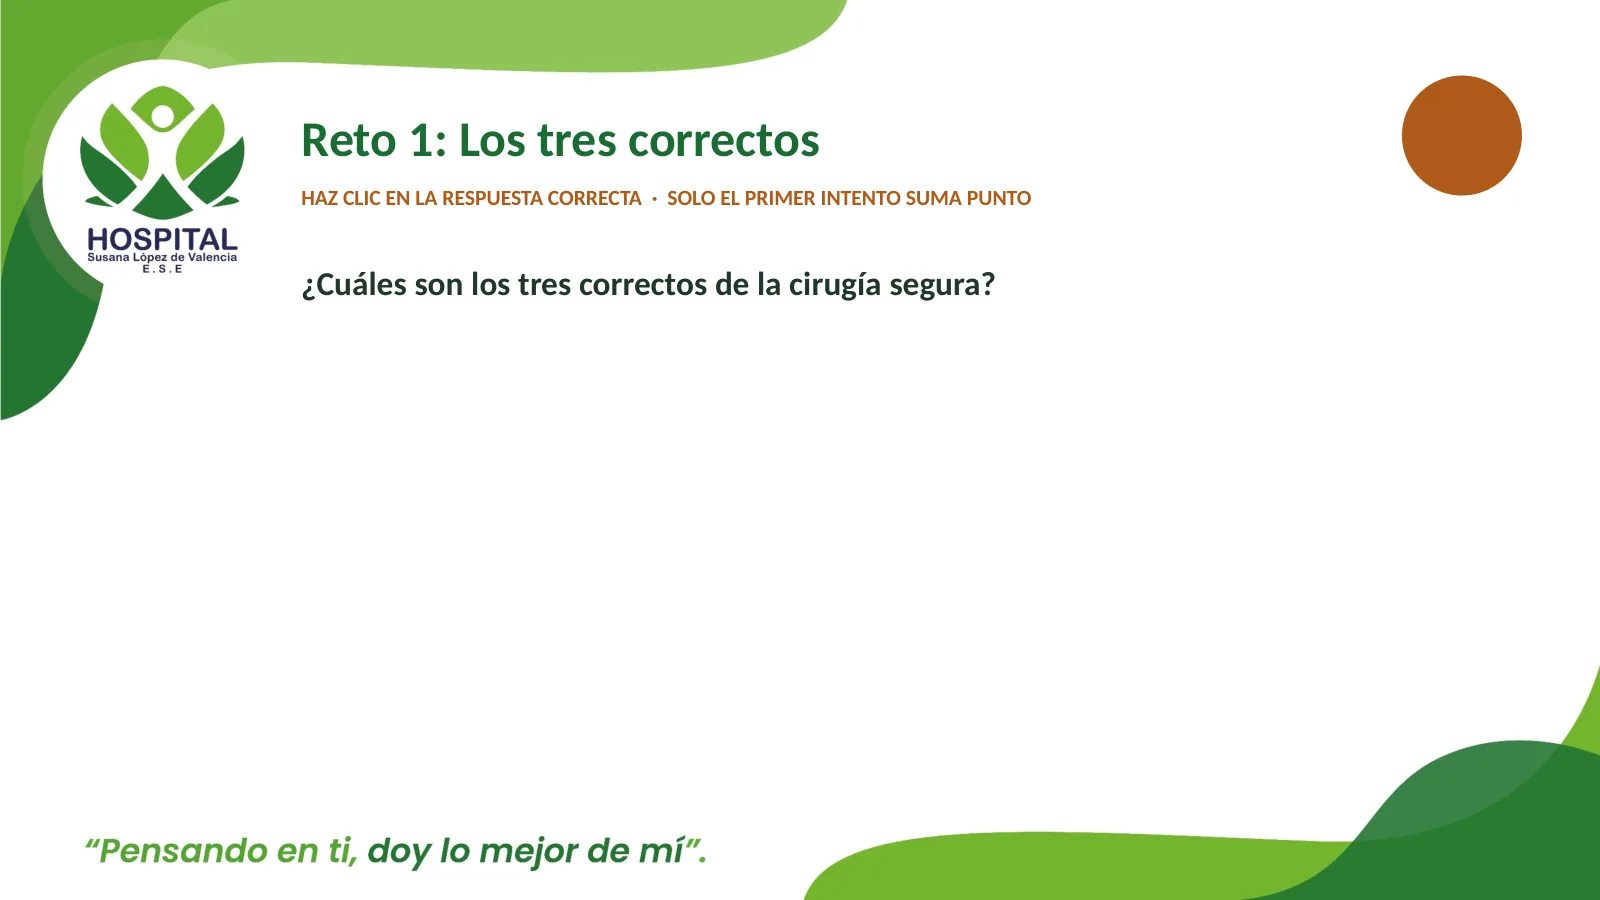 HOSPITAL
Susana López de Valencia
E.S.E
Reto 1: Los tres correctos
HAZ CLIC EN LA RESPUESTA CORRECTA · SOLO EL PRIMER INTENTO SUMA PUNTO
¿Cuáles son los tres correctos de la cirugía segura?
“Pensando en ti, doy lo mejor de mí”.